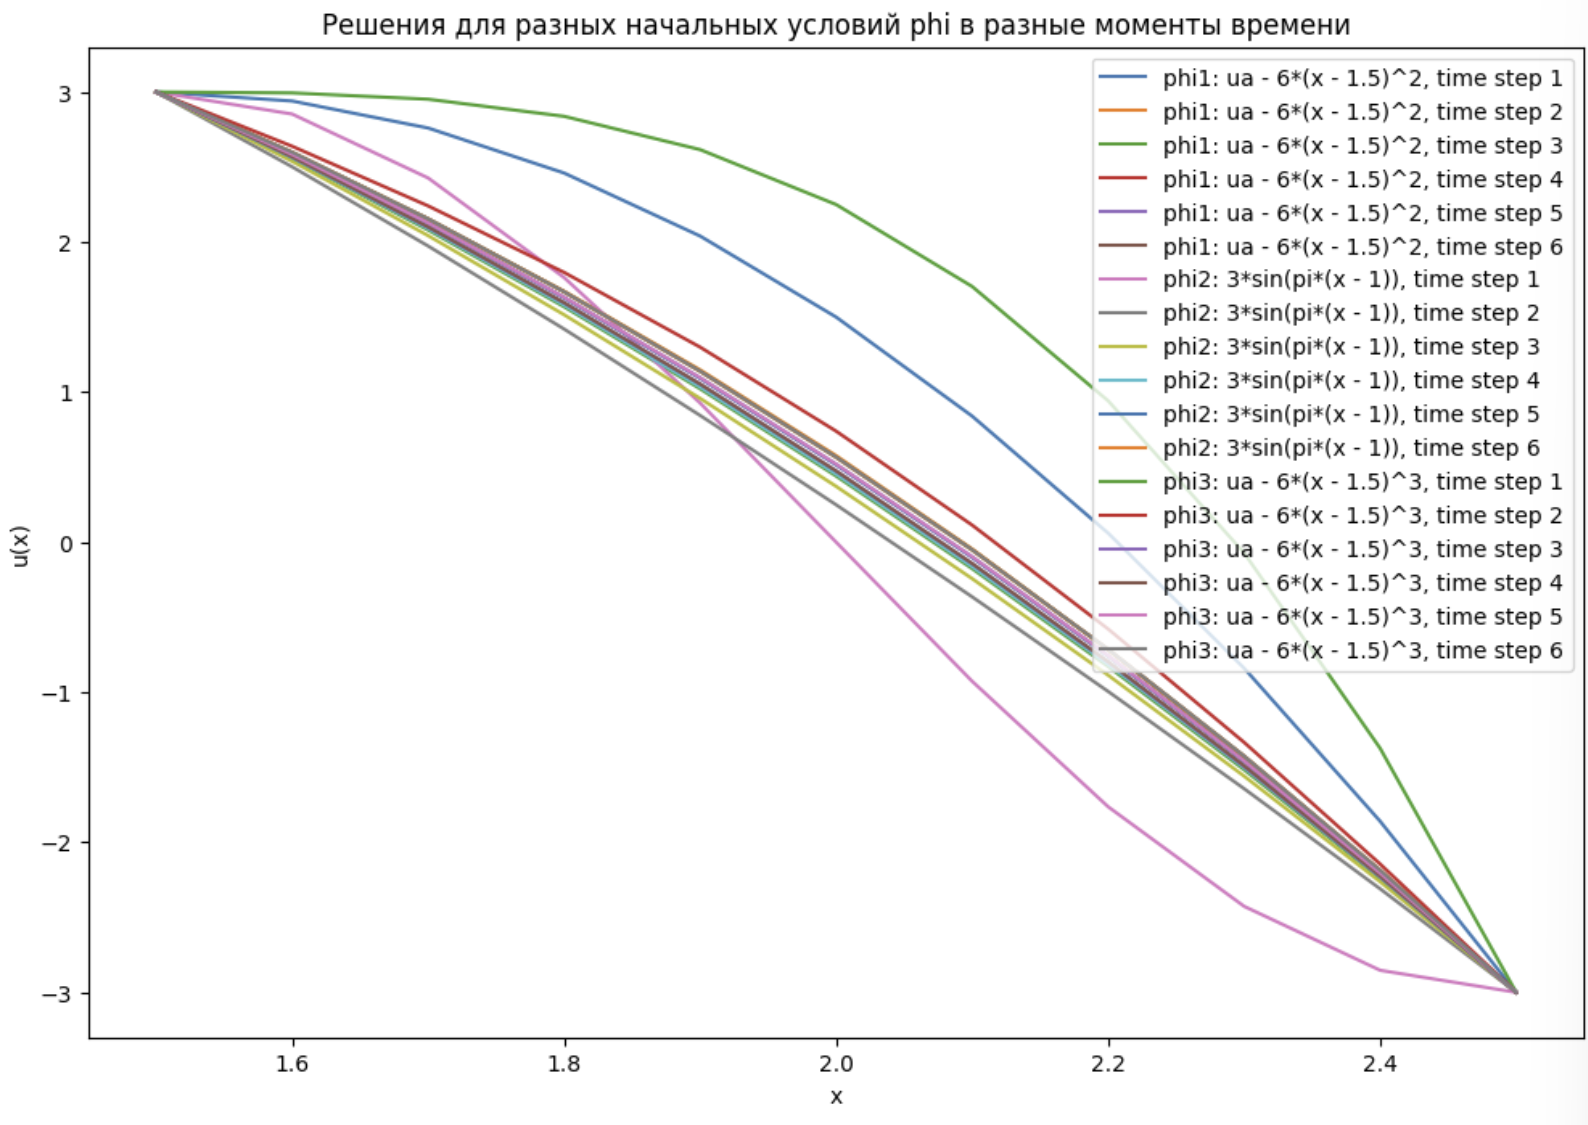 Решения для разных начальных условий phi в разные моменты времени
phi1: ua - 6*(x - 1.5)^2, time step 1
phi1: ua - 6*(x - 1.5)^2, time step 2
phi1: ua - 6*(x - 1.5)^2, time step 3
phi1: ua - 6*(x - 1.5)^2, time step 4
phi1: ua - 6*(x - 1.5)^2, time step 5
phi1: ua - 6*(x - 1.5)^2, time step 6
phi2: 3*sin(pi*(x - 1)), time step 1
phi2: 3*sin(pi*(x - 1)), time step 2
phi2: 3*sin(pi*(x - 1)), time step 3
phi2: 3*sin(pi*(x - 1)), time step 4
phi2: 3*sin(pi*(x - 1)), time step 5
phi2: 3*sin(pi*(x - 1)), time step 6
phi3: ua - 6*(x - 1.5)^3, time step 1
phi3: ua - 6*(x - 1.5)^3, time step 2
phi3: ua - 6*(x - 1.5)^3, time step 3
phi3: ua - 6*(x - 1.5)^3, time step 4
phi3: ua - 6*(x - 1.5)^3, time step 5
phi3: ua - 6*(x - 1.5)^3, time step 6
u(x)
3
2
1
0
−1
−2
−3
1.6
1.8
2.0
2.2
2.4
x